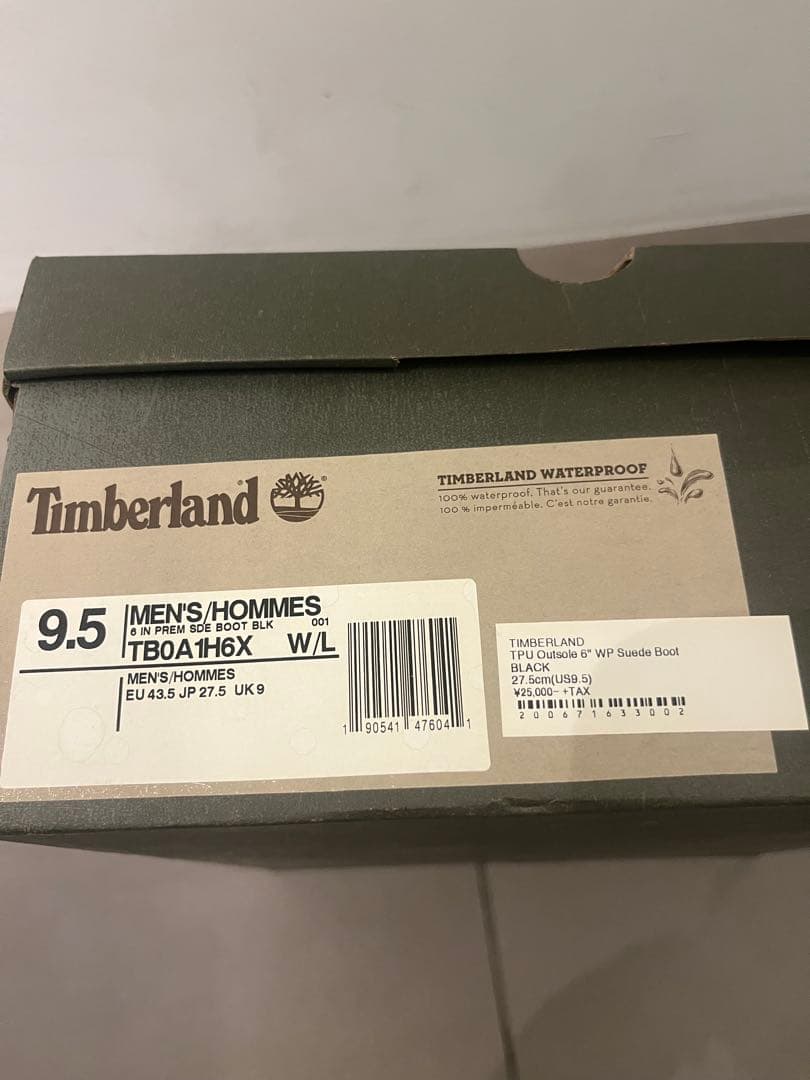 Timberland®
TIMBERLAND WATERPROOF
100% waterproof. That's our guarantee.
100 % imperméable. C'est notre garantie.
9.5
MEN'S/HOMMES
6 IN PREM SDE BOOT BLK 001
TB0A1H6X W/L
MEN'S/HOMMES
EU 43.5 JP 27.5 UK 9
1 90541 47604 1
TIMBERLAND
TPU Outsole 6" WP Suede Boot
BLACK
27.5cm(US9.5)
¥25,000- +TAX
200671633002